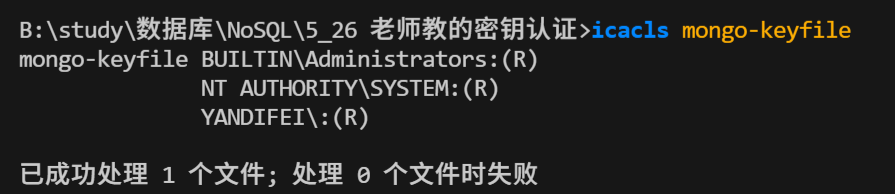 B:\study\数据库\NoSQL\5_26 老师教的密钥认证>icacls mongo-keyfile
mongo-keyfile BUILTIN\Administrators:(R)
NT AUTHORITY\SYSTEM:(R)
YANDIFEI\:(R)
已成功处理 1 个文件; 处理 0 个文件时失败